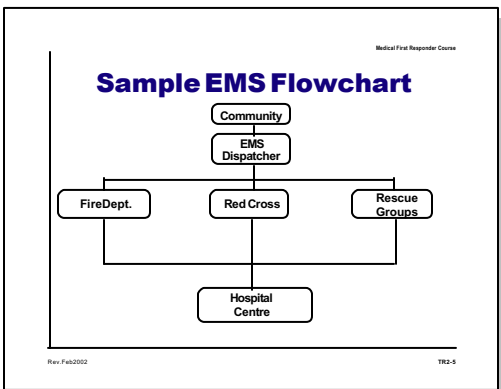 Medical First Responder Course
Sample EMS Flowchart
Community
EMS
Dispatcher
FireDept.
Red Cross
Rescue
Groups
Hospital
Centre
Rev.Feb2002
TR2-5